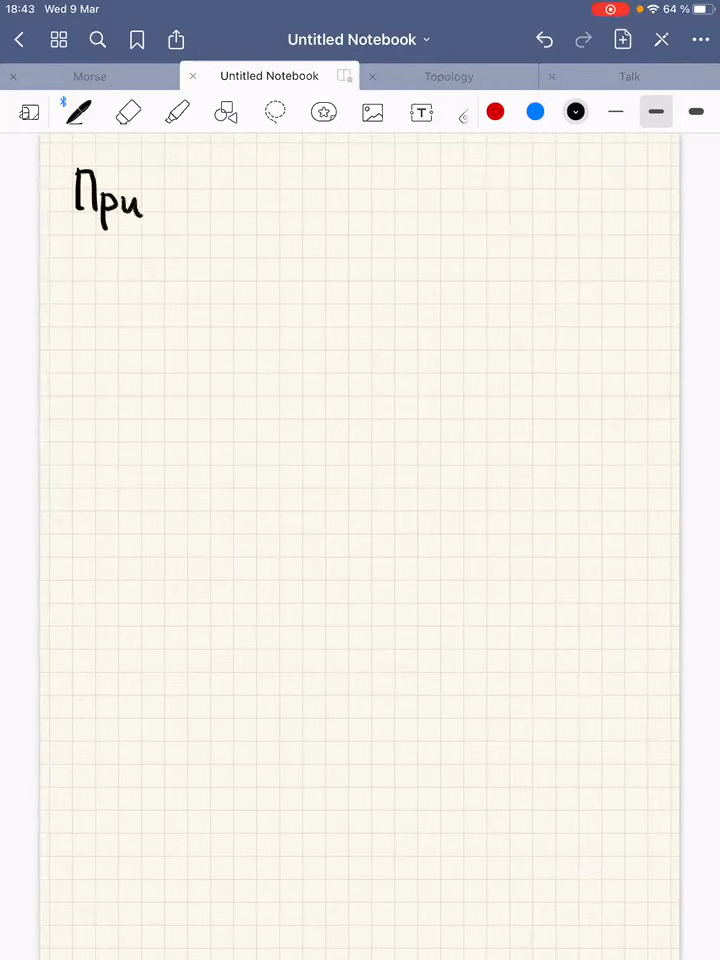 18:43 Wed 9 Mar 64 %
Untitled Notebook
Morse Untitled Notebook Topology Talk
T
При